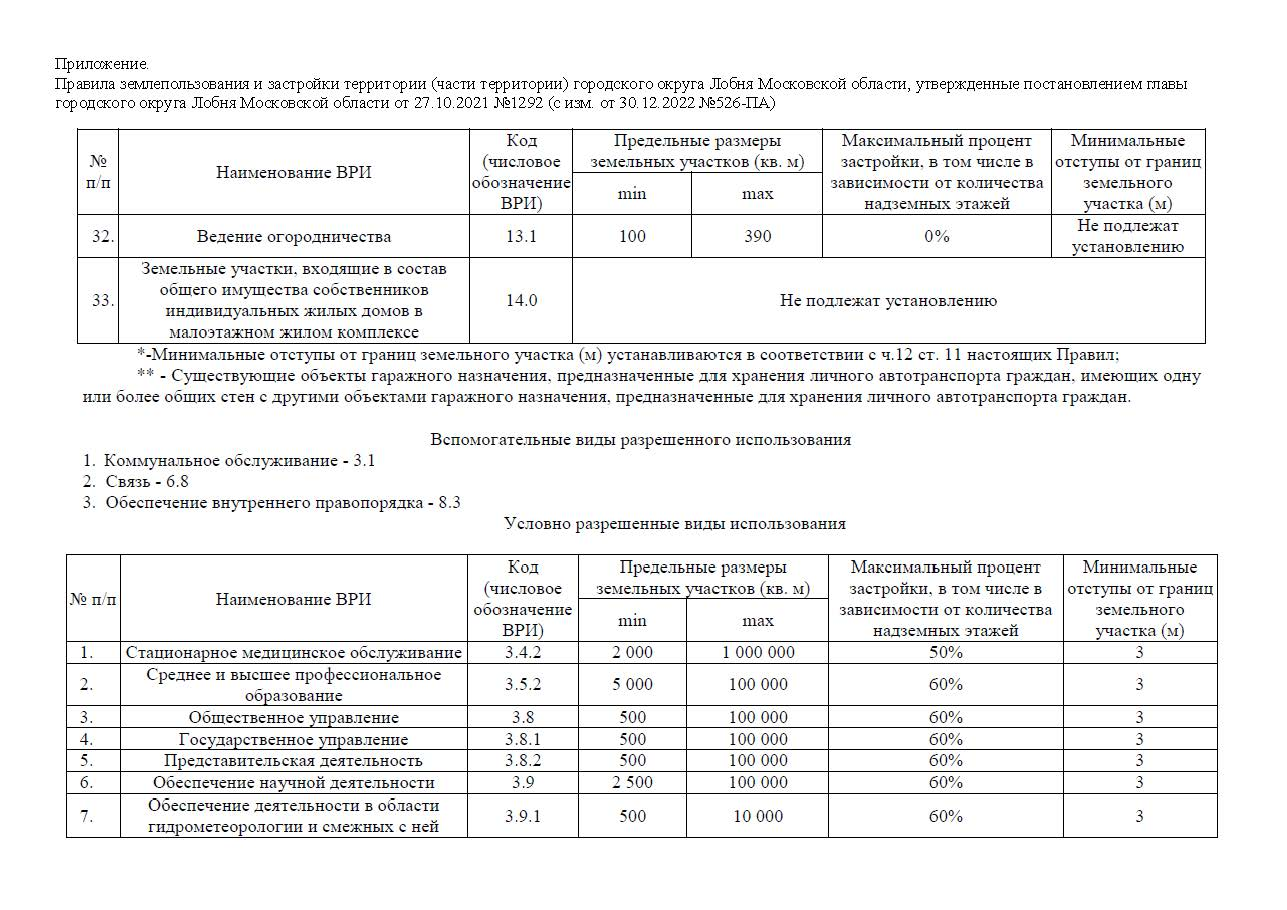 Приложение.
Правила землепользования и застройки территории (части территории) городского округа Лобня Московской области, утвержденные постановлением главы
городского округа Лобня Московской области от 27.10.2021 №1292 (с изм. от 30.12.2022 №526-ПА)
№ п/п
Наименование ВРИ
Код (числовое обозначение ВРИ)
Предельные размеры земельных участков (кв. м)
min
max
Максимальный процент застройки, в том числе в зависимости от количества надземных этажей
Минимальные отступы от границ земельного участка (м)
32. Ведение огородничества 13.1 100 390 0% Не подлежат установлению
33. Земельные участки, входящие в состав
общего имущества собственников
индивидуальных жилых домов в
малоэтажном жилом комплексе
14.0 Не подлежат установлению
*-Минимальные отступы от границ земельного участка (м) устанавливаются в соответствии с ч.12 ст. 11 настоящих Правил;
** - Существующие объекты гаражного назначения, предназначенные для хранения личного автотранспорта граждан, имеющих одну
или более общих стен с другими объектами гаражного назначения, предназначенные для хранения личного автотранспорта граждан.
Вспомогательные виды разрешенного использования
1. Коммунальное обслуживание - 3.1
2. Связь - 6.8
3. Обеспечение внутреннего правопорядка - 8.3
Условно разрешенные виды использования
№ п/п
Наименование ВРИ
Код (числовое обозначение ВРИ)
Предельные размеры земельных участков (кв. м)
min
max
Максимальный процент застройки, в том числе в зависимости от количества надземных этажей
Минимальные отступы от границ земельного участка (м)
1. Стационарное медицинское обслуживание 3.4.2 2 000 1 000 000 50% 3
2. Среднее и высшее профессиональное образование 3.5.2 5 000 100 000 60% 3
3. Общественное управление 3.8 500 100 000 60% 3
4. Государственное управление 3.8.1 500 100 000 60% 3
5. Представительская деятельность 3.8.2 500 100 000 60% 3
6. Обеспечение научной деятельности 3.9 2 500 100 000 60% 3
7. Обеспечение деятельности в области гидрометеорологии и смежных с ней 3.9.1 500 10 000 60% 3